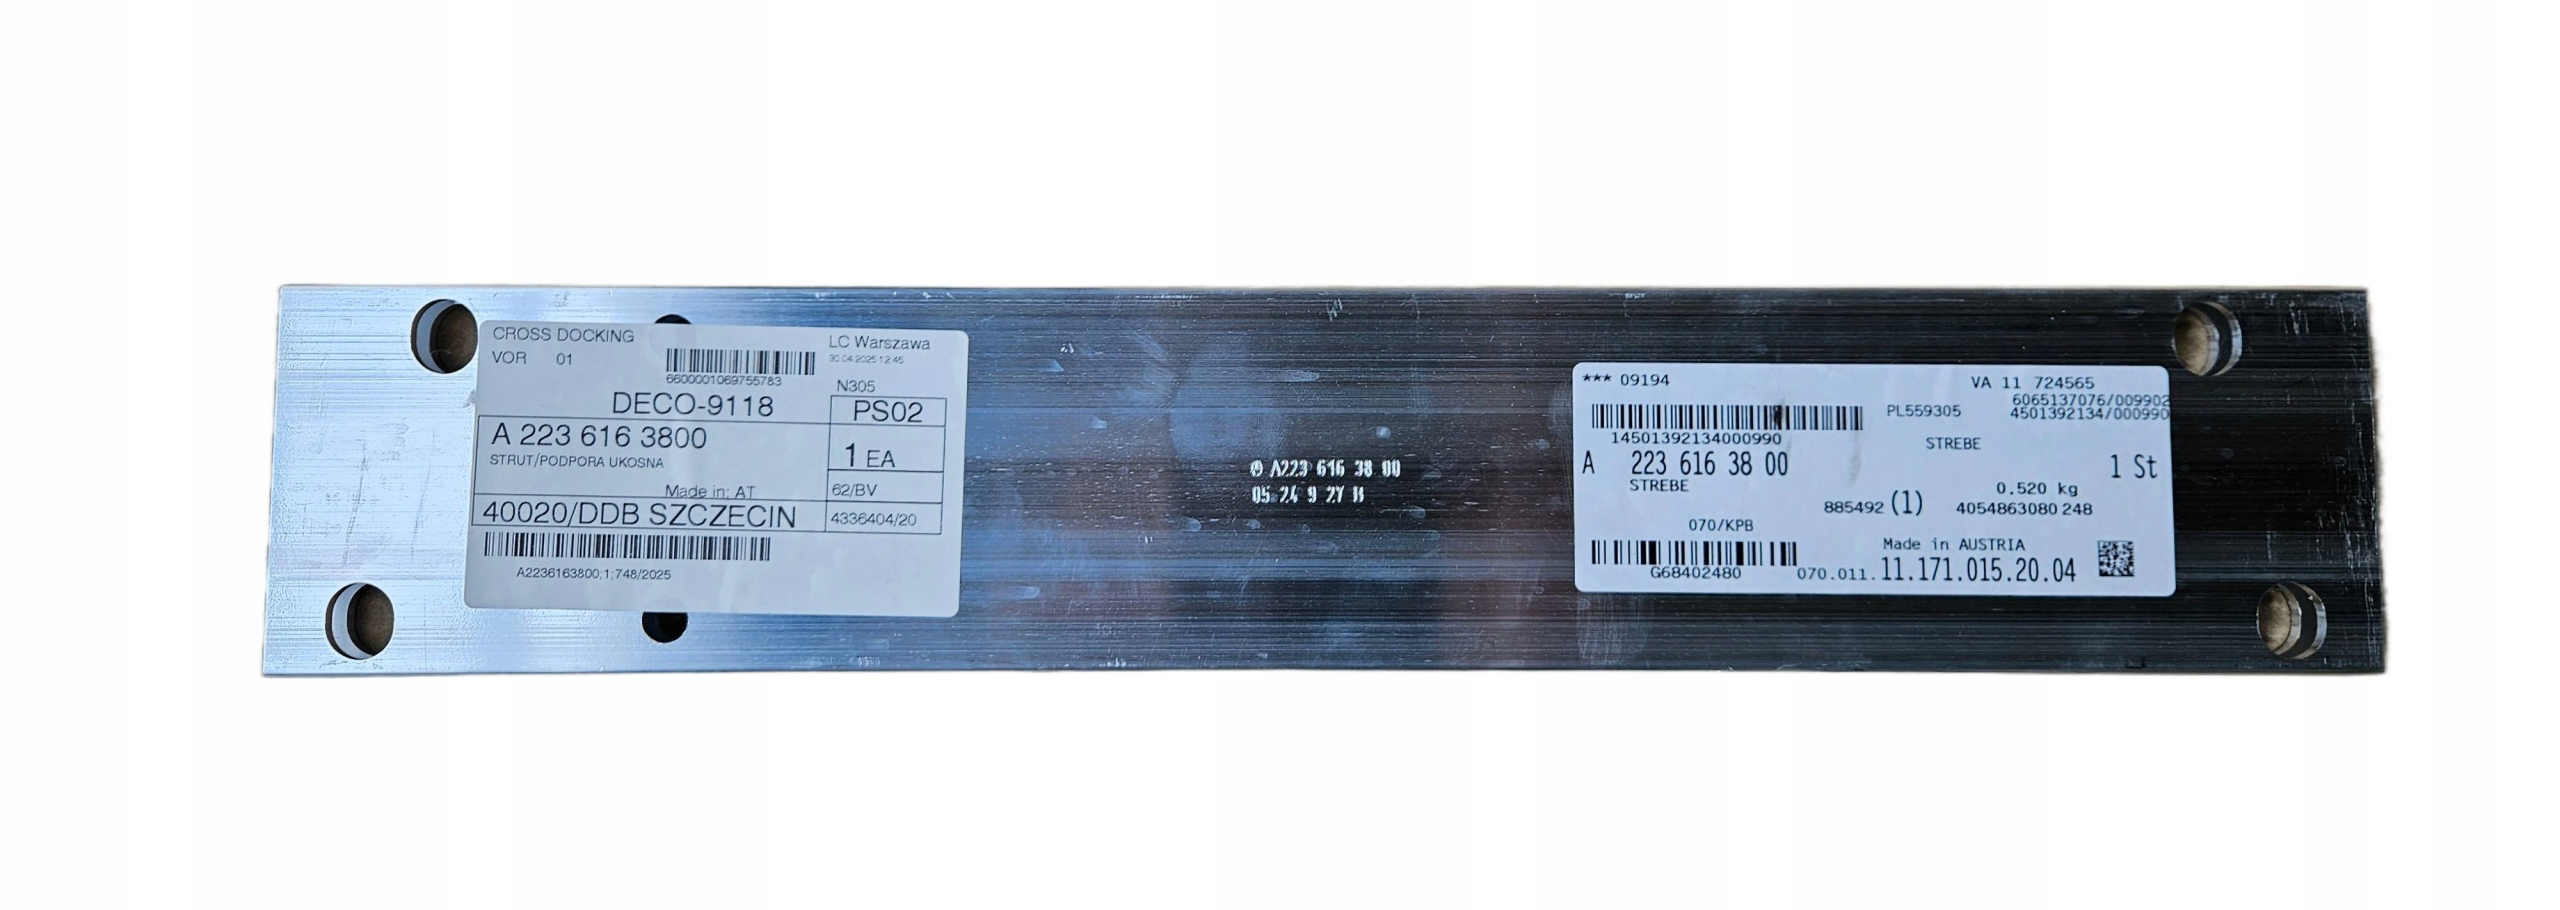 CROSS DOCKING
VOR 01
LC Warszawa
30.04.2025 12:45
6600001069755783
N305
DECO-9118
PS02
A 223 616 3800
STRUT/PODPORA UKOSNA
1 EA
Made in: AT
62/BV
40020/DDB SZCZECIN
4336404/20
A2236163800;1;748/2025
A223 616 38 00
05 24 9 2Y
*** 09194
VA 11 724565
6065137076/009902
PL559305
4501392134/000990
14501392134000990
STREBE
A 223 616 38 00
1 St
STREBE
0.520 kg
885492 (1)
4054863080 248
070/KPB
Made in AUSTRIA
G68402480
070.011.11.171.015.20.04